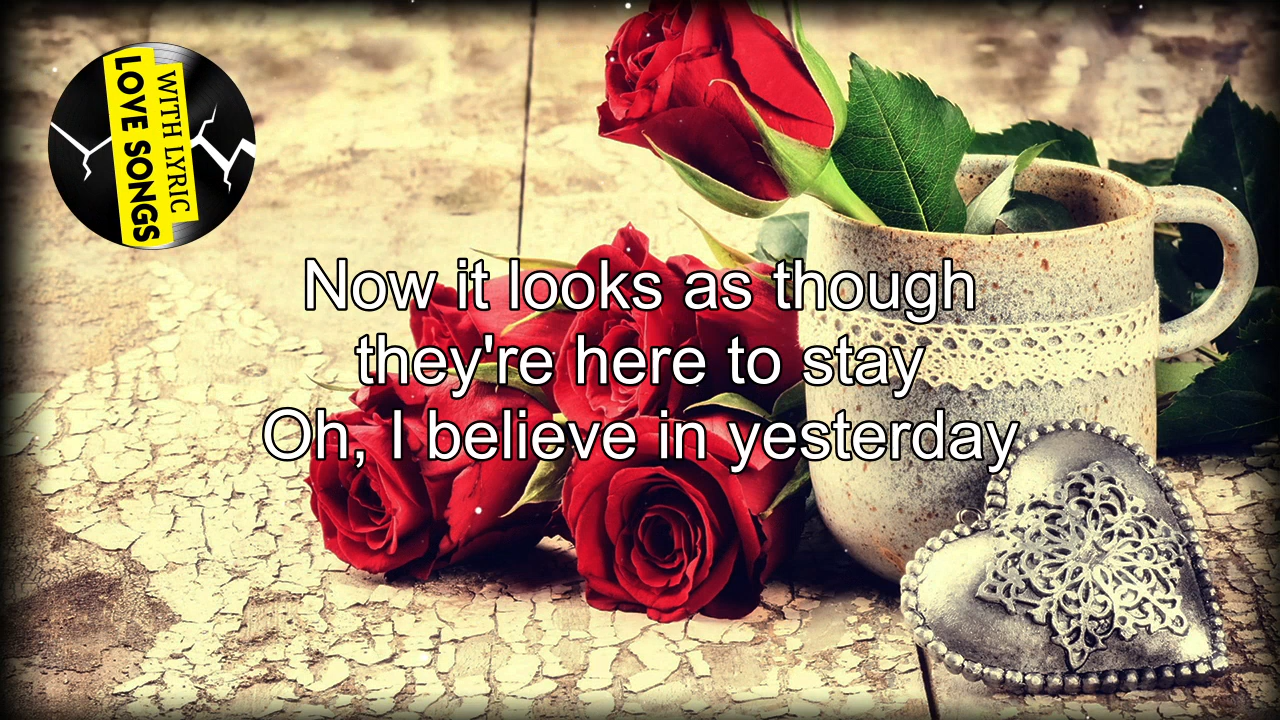 LOVE SONGS
WITH LYRIC
Now it looks as though
they're here to stay
Oh, I believe in yesterday